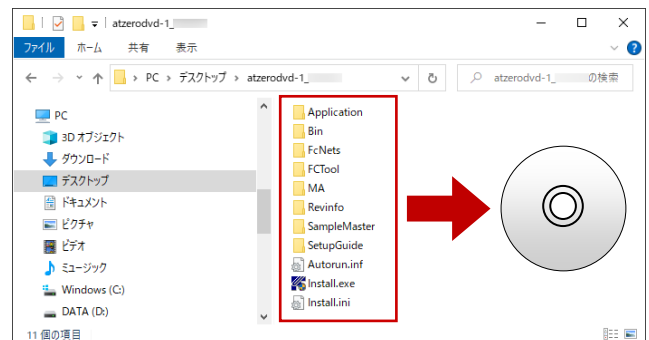 atzerodvd-1_
ファイル ホーム 共有 表示
PC › デスクトップ › atzerodvd-1_
atzerodvd-1_ の検索
PC
3D オブジェクト
ダウンロード
デスクトップ
ドキュメント
ピクチャ
ビデオ
ミュージック
Windows (C:)
DATA (D:)
Application
Bin
FcNets
FCTool
MA
Revinfo
SampleMaster
SetupGuide
Autorun.inf
Install.exe
Install.ini
11 個の項目